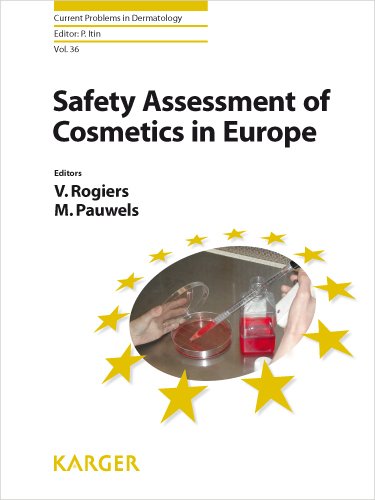 Current Problems in Dermatology
Editor: P. Itin
Vol. 36
Safety Assessment of
Cosmetics in Europe
Editors
V. Rogiers
M. Pauwels
KARGER